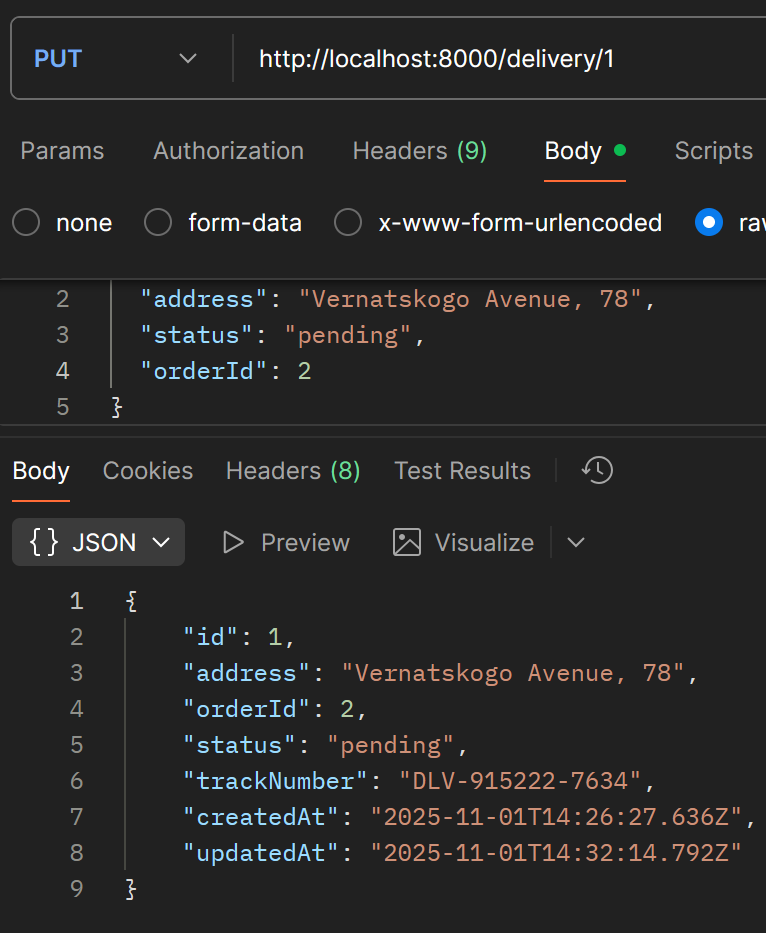 PUT http://localhost:8000/delivery/1
Params Authorization Headers (9) Body Scripts
none form-data x-www-form-urlencoded
2 "address": "Vernatskogo Avenue, 78",
3 "status": "pending",
4 "orderId": 2
5 }
Body Cookies Headers (8) Test Results
{} JSON Preview Visualize
1 {
2 "id": 1,
3 "address": "Vernatskogo Avenue, 78",
4 "orderId": 2,
5 "status": "pending",
6 "trackNumber": "DLV-915222-7634",
7 "createdAt": "2025-11-01T14:26:27.636Z",
8 "updatedAt": "2025-11-01T14:32:14.792Z"
9 }